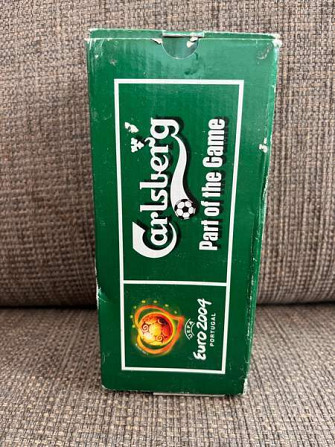 Carlsberg
Part of the Game
UEFA
EURO2004
PORTUGAL